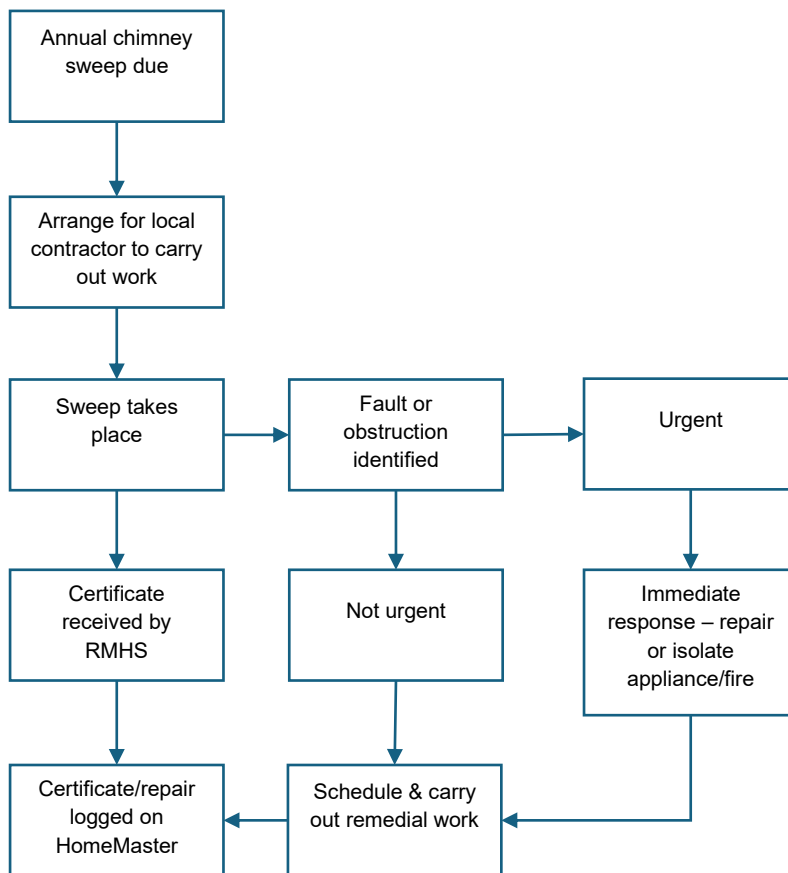 Annual chimney
sweep due
Arrange for local
contractor to carry
out work
Sweep takes
place
Fault or
obstruction
identified
Urgent
Certificate
received by
RMHS
Not urgent
Immediate
response – repair
or isolate
appliance/fire
Certificate/repair
logged on
HomeMaster
Schedule & carry
out remedial work